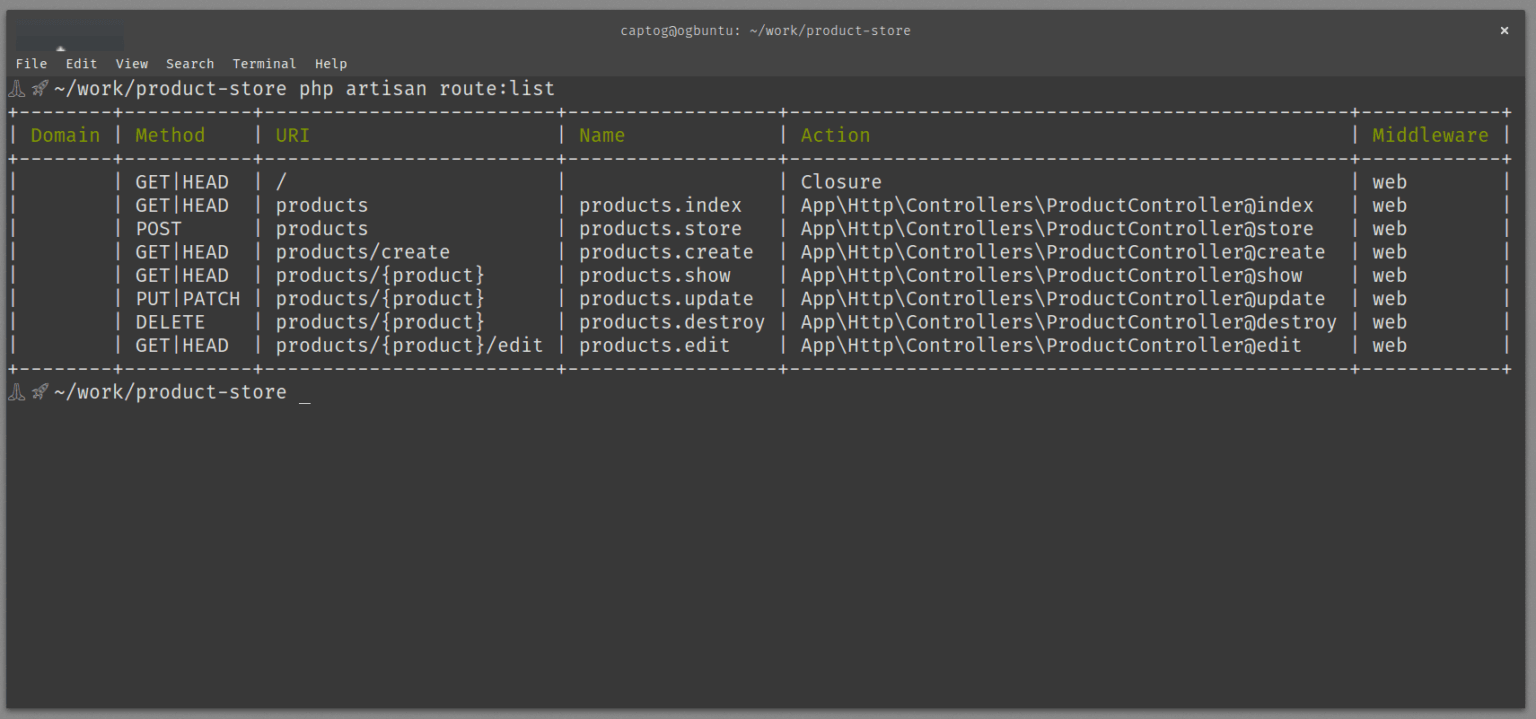 captog@ogbuntu: ~/work/product-store ×
File Edit View Search Terminal Help
~/work/product-store php artisan route:list
+--------+-----------+-------------------------+------------------+------------------------------------------------+------------+
| Domain | Method    | URI                     | Name             | Action                                         | Middleware |
+--------+-----------+-------------------------+------------------+------------------------------------------------+------------+
|        | GET|HEAD  | /                       |                  | Closure                                        | web        |
|        | GET|HEAD  | products                | products.index   | App\Http\Controllers\ProductController@index   | web        |
|        | POST      | products                | products.store   | App\Http\Controllers\ProductController@store   | web        |
|        | GET|HEAD  | products/create         | products.create  | App\Http\Controllers\ProductController@create  | web        |
|        | GET|HEAD  | products/{product}      | products.show    | App\Http\Controllers\ProductController@show    | web        |
|        | PUT|PATCH | products/{product}      | products.update  | App\Http\Controllers\ProductController@update  | web        |
|        | DELETE    | products/{product}      | products.destroy | App\Http\Controllers\ProductController@destroy | web        |
|        | GET|HEAD  | products/{product}/edit | products.edit    | App\Http\Controllers\ProductController@edit    | web        |
+--------+-----------+-------------------------+------------------+------------------------------------------------+------------+
~/work/product-store _